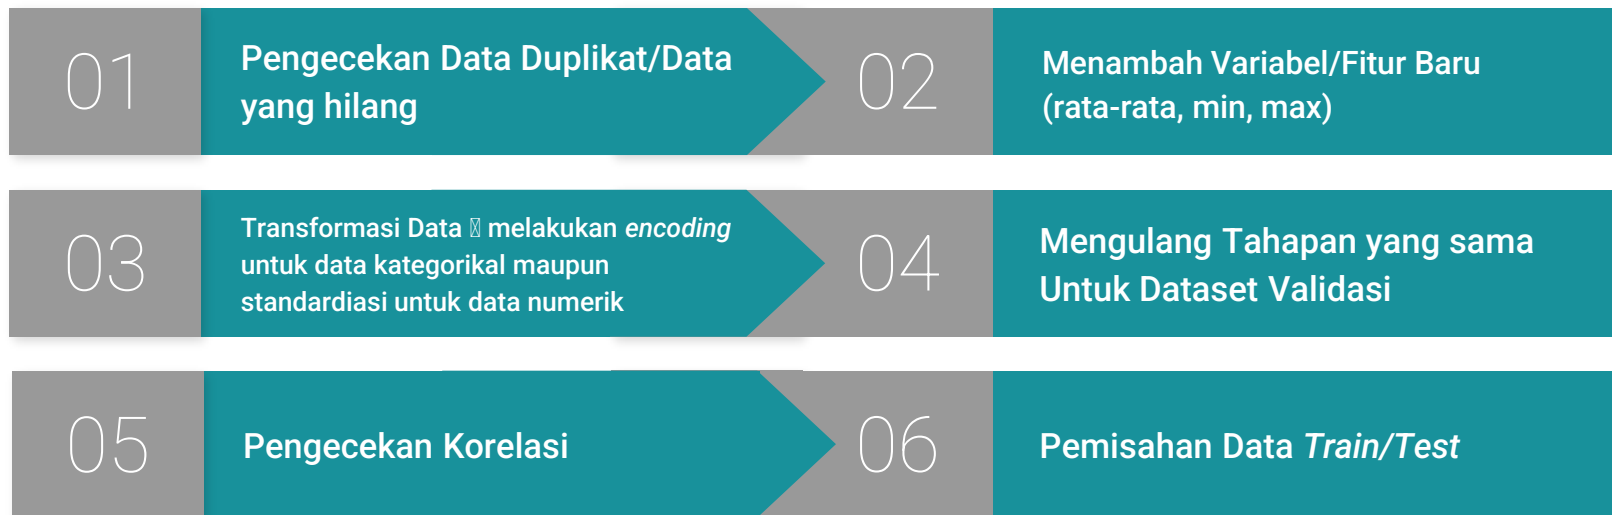 01
Pengecekan Data Duplikat/Data
yang hilang
02
Menambah Variabel/Fitur Baru
(rata-rata, min, max)
03
Transformasi Data  melakukan encoding
untuk data kategorikal maupun
standardiasi untuk data numerik
04
Mengulang Tahapan yang sama
Untuk Dataset Validasi
05
Pengecekan Korelasi
06
Pemisahan Data Train/Test